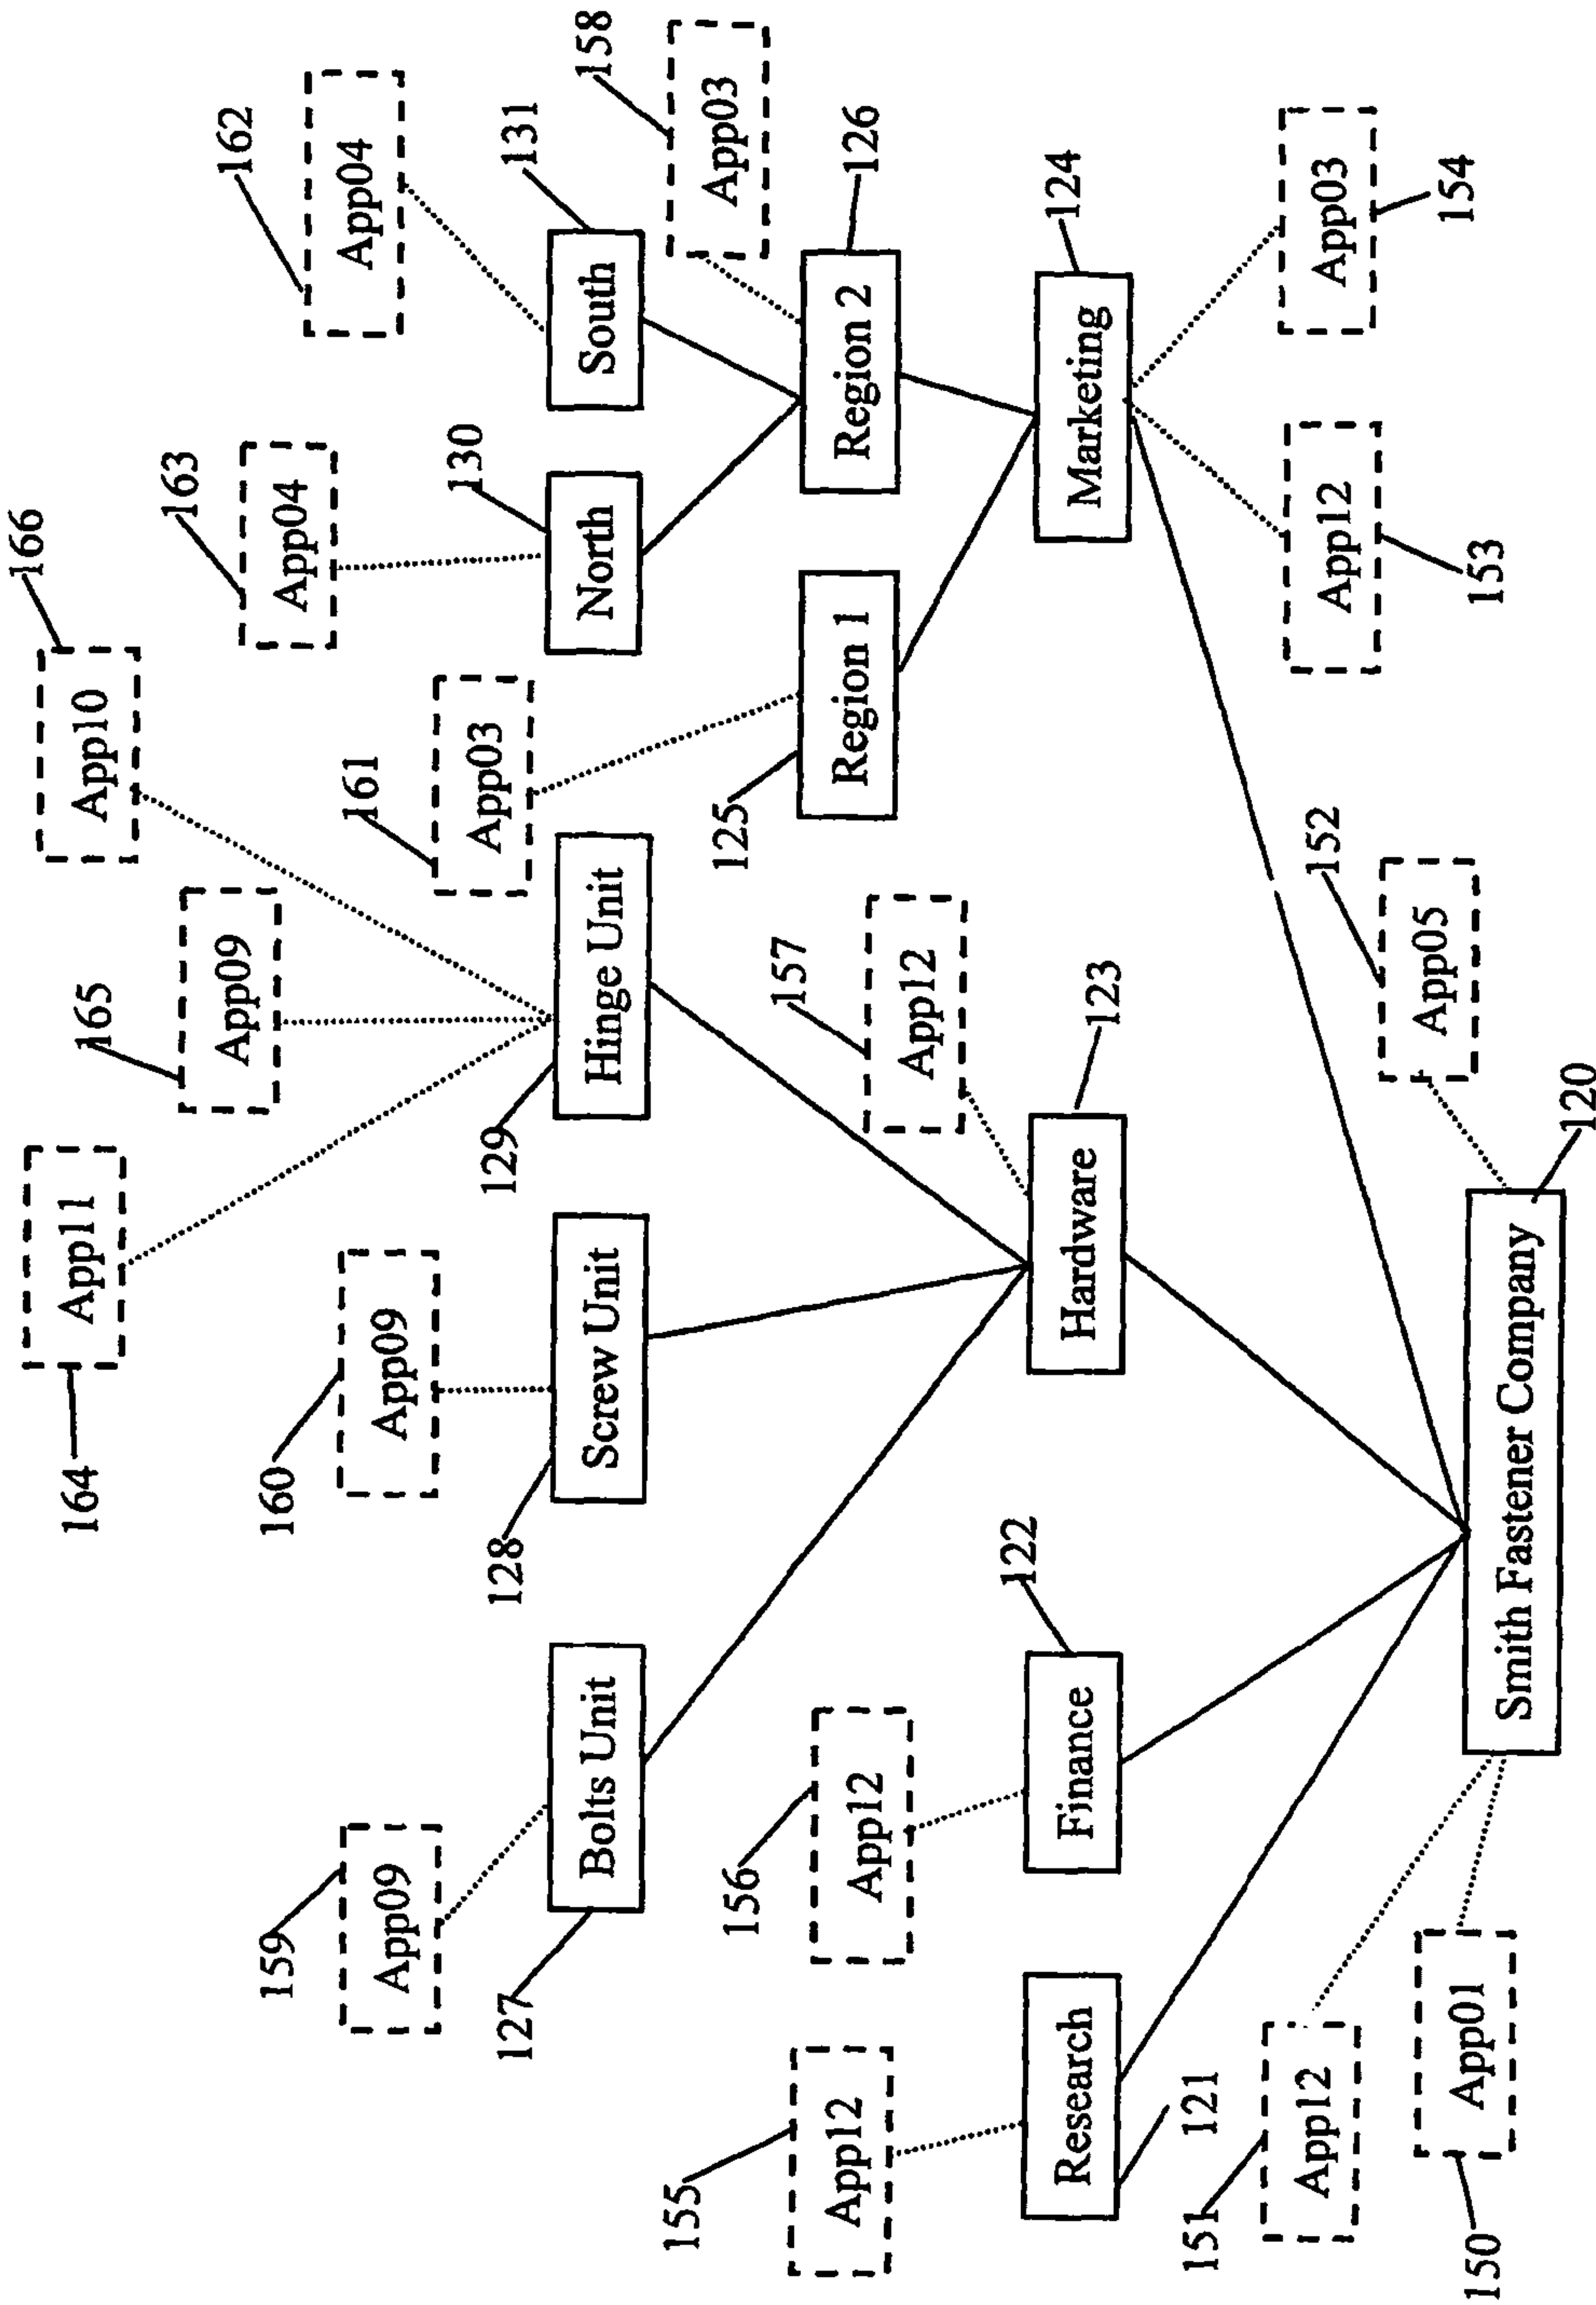 166
App11
App10
164
165
163
App09
162
159
160
App04
App04
161
App09
App09
130
App03
127
128
129
131
158
Bolts Unit
Screw Unit
Hinge Unit
North
South
155
App03
125
156
157
App12
App12
Region 1
Region 2
126
App12
122
124
Research
Finance
Hardware
Marketing
123
151
121
152
App12
App12
App03
App05
154
150
App01
153
Smith Fastener Company
120